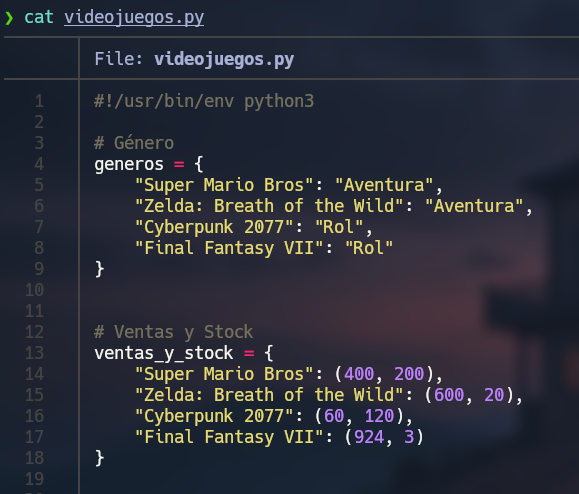 ❯ cat videojuegos.py
File: videojuegos.py
1 #!/usr/bin/env python3
2
3 # Género
4 generos = {
5     "Super Mario Bros": "Aventura",
6     "Zelda: Breath of the Wild": "Aventura",
7     "Cyberpunk 2077": "Rol",
8     "Final Fantasy VII": "Rol"
9 }
10
11
12 # Ventas y Stock
13 ventas_y_stock = {
14     "Super Mario Bros": (400, 200),
15     "Zelda: Breath of the Wild": (600, 20),
16     "Cyberpunk 2077": (60, 120),
17     "Final Fantasy VII": (924, 3)
18 }
19